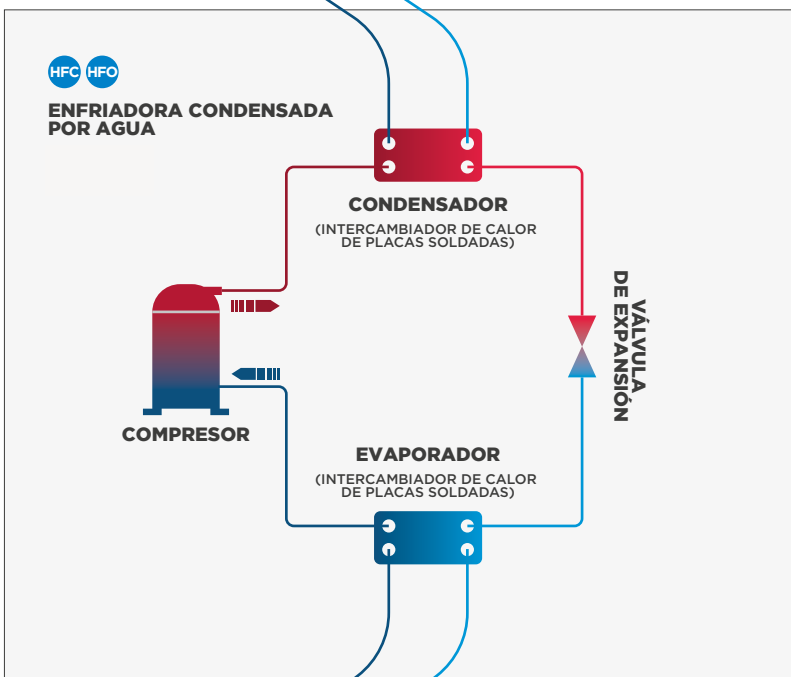 HFC HFO
ENFRIADORA CONDENSADA
POR AGUA
CONDENSADOR
(INTERCAMBIADOR DE CALOR
DE PLACAS SOLDADAS)
VÁLVULA
DE EXPANSIÓN
COMPRESOR
EVAPORADOR
(INTERCAMBIADOR DE CALOR
DE PLACAS SOLDADAS)